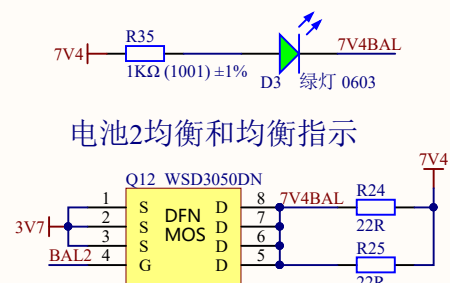 R35
7V4
1KΩ (1001) ±1%
D3
绿灯 0603
7V4BAL
电池2均衡和均衡指示
Q12 WSD3050DN
7V4
1 S D 8 7V4BAL R24
2 S DFN D 7 22R
3V7
3 S MOS D 6
BAL2 4 G D 5 R25
22R